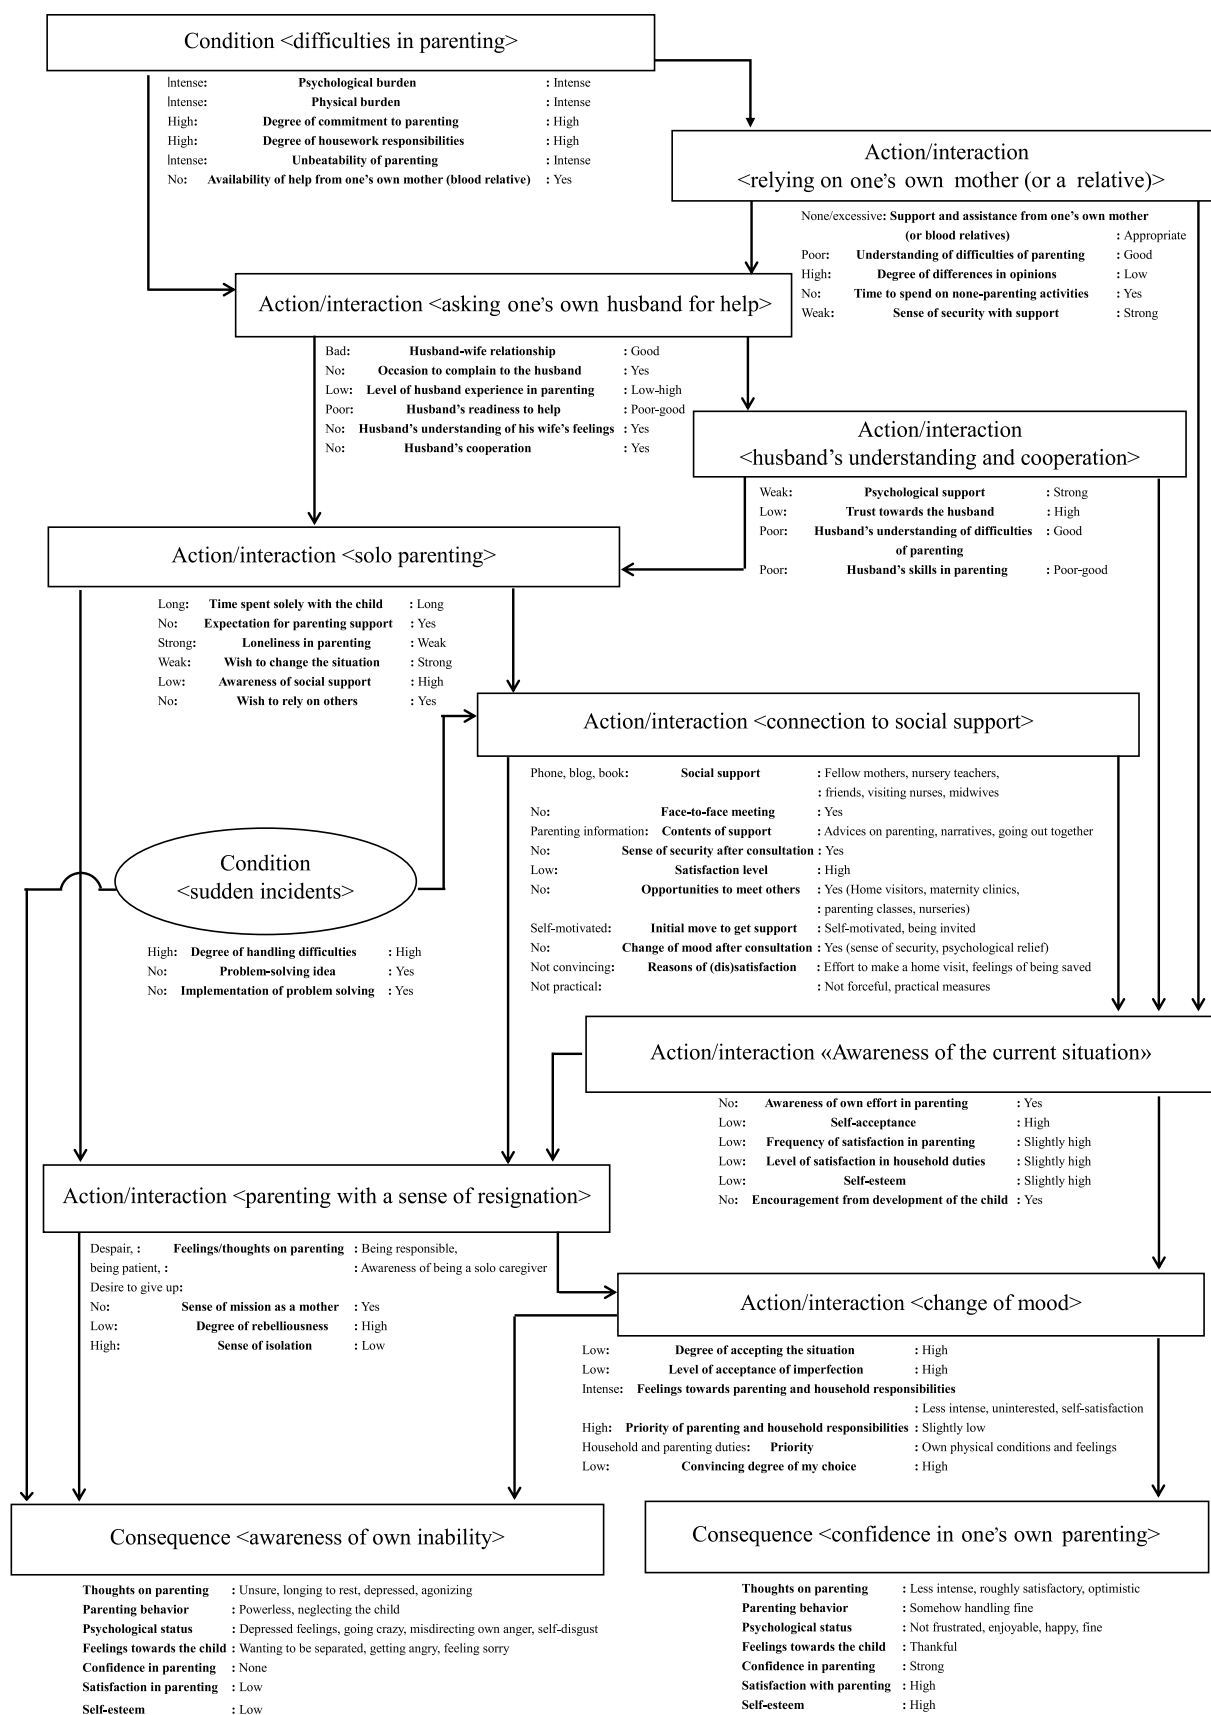 Condition <difficulties in parenting>
Intense: Psychological burden : Intense
Intense: Physical burden : Intense
High: Degree of commitment to parenting : High
High: Degree of housework responsibilities : High
Intense: Unbeatability of parenting : Intense
No: Availability of help from one's own mother (blood relative) : Yes
Action/interaction
<relying on one's own mother (or a relative)>
None/excessive: Support and assistance from one's own mother
(or blood relatives) : Appropriate
Poor: Understanding of difficulties of parenting : Good
High: Degree of differences in opinions : Low
No: Time to spend on none-parenting activities : Yes
Weak: Sense of security with support : Strong
Action/interaction <asking one's own husband for help>
Bad: Husband-wife relationship : Good
No: Occasion to complain to the husband : Yes
Low: Level of husband experience in parenting : Low-high
Poor: Husband's readiness to help : Poor-good
No: Husband's understanding of his wife's feelings : Yes
No: Husband's cooperation : Yes
Action/interaction
<husband's understanding and cooperation>
Weak: Psychological support : Strong
Low: Trust towards the husband : High
Poor: Husband's understanding of difficulties : Good
of parenting
Poor: Husband's skills in parenting : Poor-good
Action/interaction <solo parenting>
Long: Time spent solely with the child : Long
No: Expectation for parenting support : Yes
Strong: Loneliness in parenting : Weak
Weak: Wish to change the situation : Strong
Low: Awareness of social support : High
No: Wish to rely on others : Yes
Action/interaction <connection to social support>
Phone, blog, book: Social support : Fellow mothers, nursery teachers,
: friends, visiting nurses, midwives
No: Face-to-face meeting : Yes
Parenting information: Contents of support : Advices on parenting, narratives, going out together
No: Sense of security after consultation : Yes
Low: Satisfaction level : High
No: Opportunities to meet others : Yes (Home visitors, maternity clinics,
: parenting classes, nurseries)
Self-motivated: Initial move to get support : Self-motivated, being invited
No: Change of mood after consultation : Yes (sense of security, psychological relief)
Not convincing: Reasons of (dis)satisfaction : Effort to make a home visit, feelings of being saved
Not practical: : Not forceful, practical measures
Condition
<sudden incidents>
High: Degree of handling difficulties : High
No: Problem-solving idea : Yes
No: Implementation of problem solving : Yes
Action/interaction «Awareness of the current situation»
No: Awareness of own effort in parenting : Yes
Low: Self-acceptance : High
Low: Frequency of satisfaction in parenting : Slightly high
Low: Level of satisfaction in household duties : Slightly high
Low: Self-esteem : Slightly high
No: Encouragement from development of the child : Yes
Action/interaction <parenting with a sense of resignation>
Despair, : Feelings/thoughts on parenting : Being responsible,
being patient, : : Awareness of being a solo caregiver
Desire to give up:
No: Sense of mission as a mother : Yes
Low: Degree of rebelliousness : High
High: Sense of isolation : Low
Action/interaction <change of mood>
Low: Degree of accepting the situation : High
Low: Level of acceptance of imperfection : High
Intense: Feelings towards parenting and household responsibilities
: Less intense, uninterested, self-satisfaction
High: Priority of parenting and household responsibilities : Slightly low
Household and parenting duties: Priority : Own physical conditions and feelings
Low: Convincing degree of my choice : High
Consequence <awareness of own inability>
Thoughts on parenting : Unsure, longing to rest, depressed, agonizing
Parenting behavior : Powerless, neglecting the child
Psychological status : Depressed feelings, going crazy, misdirecting own anger, self-disgust
Feelings towards the child : Wanting to be separated, getting angry, feeling sorry
Confidence in parenting : None
Satisfaction in parenting : Low
Self-esteem : Low
Consequence <confidence in one's own parenting>
Thoughts on parenting : Less intense, roughly satisfactory, optimistic
Parenting behavior : Somehow handling fine
Psychological status : Not frustrated, enjoyable, happy, fine
Feelings towards the child : Thankful
Confidence in parenting : Strong
Satisfaction with parenting : High
Self-esteem : High